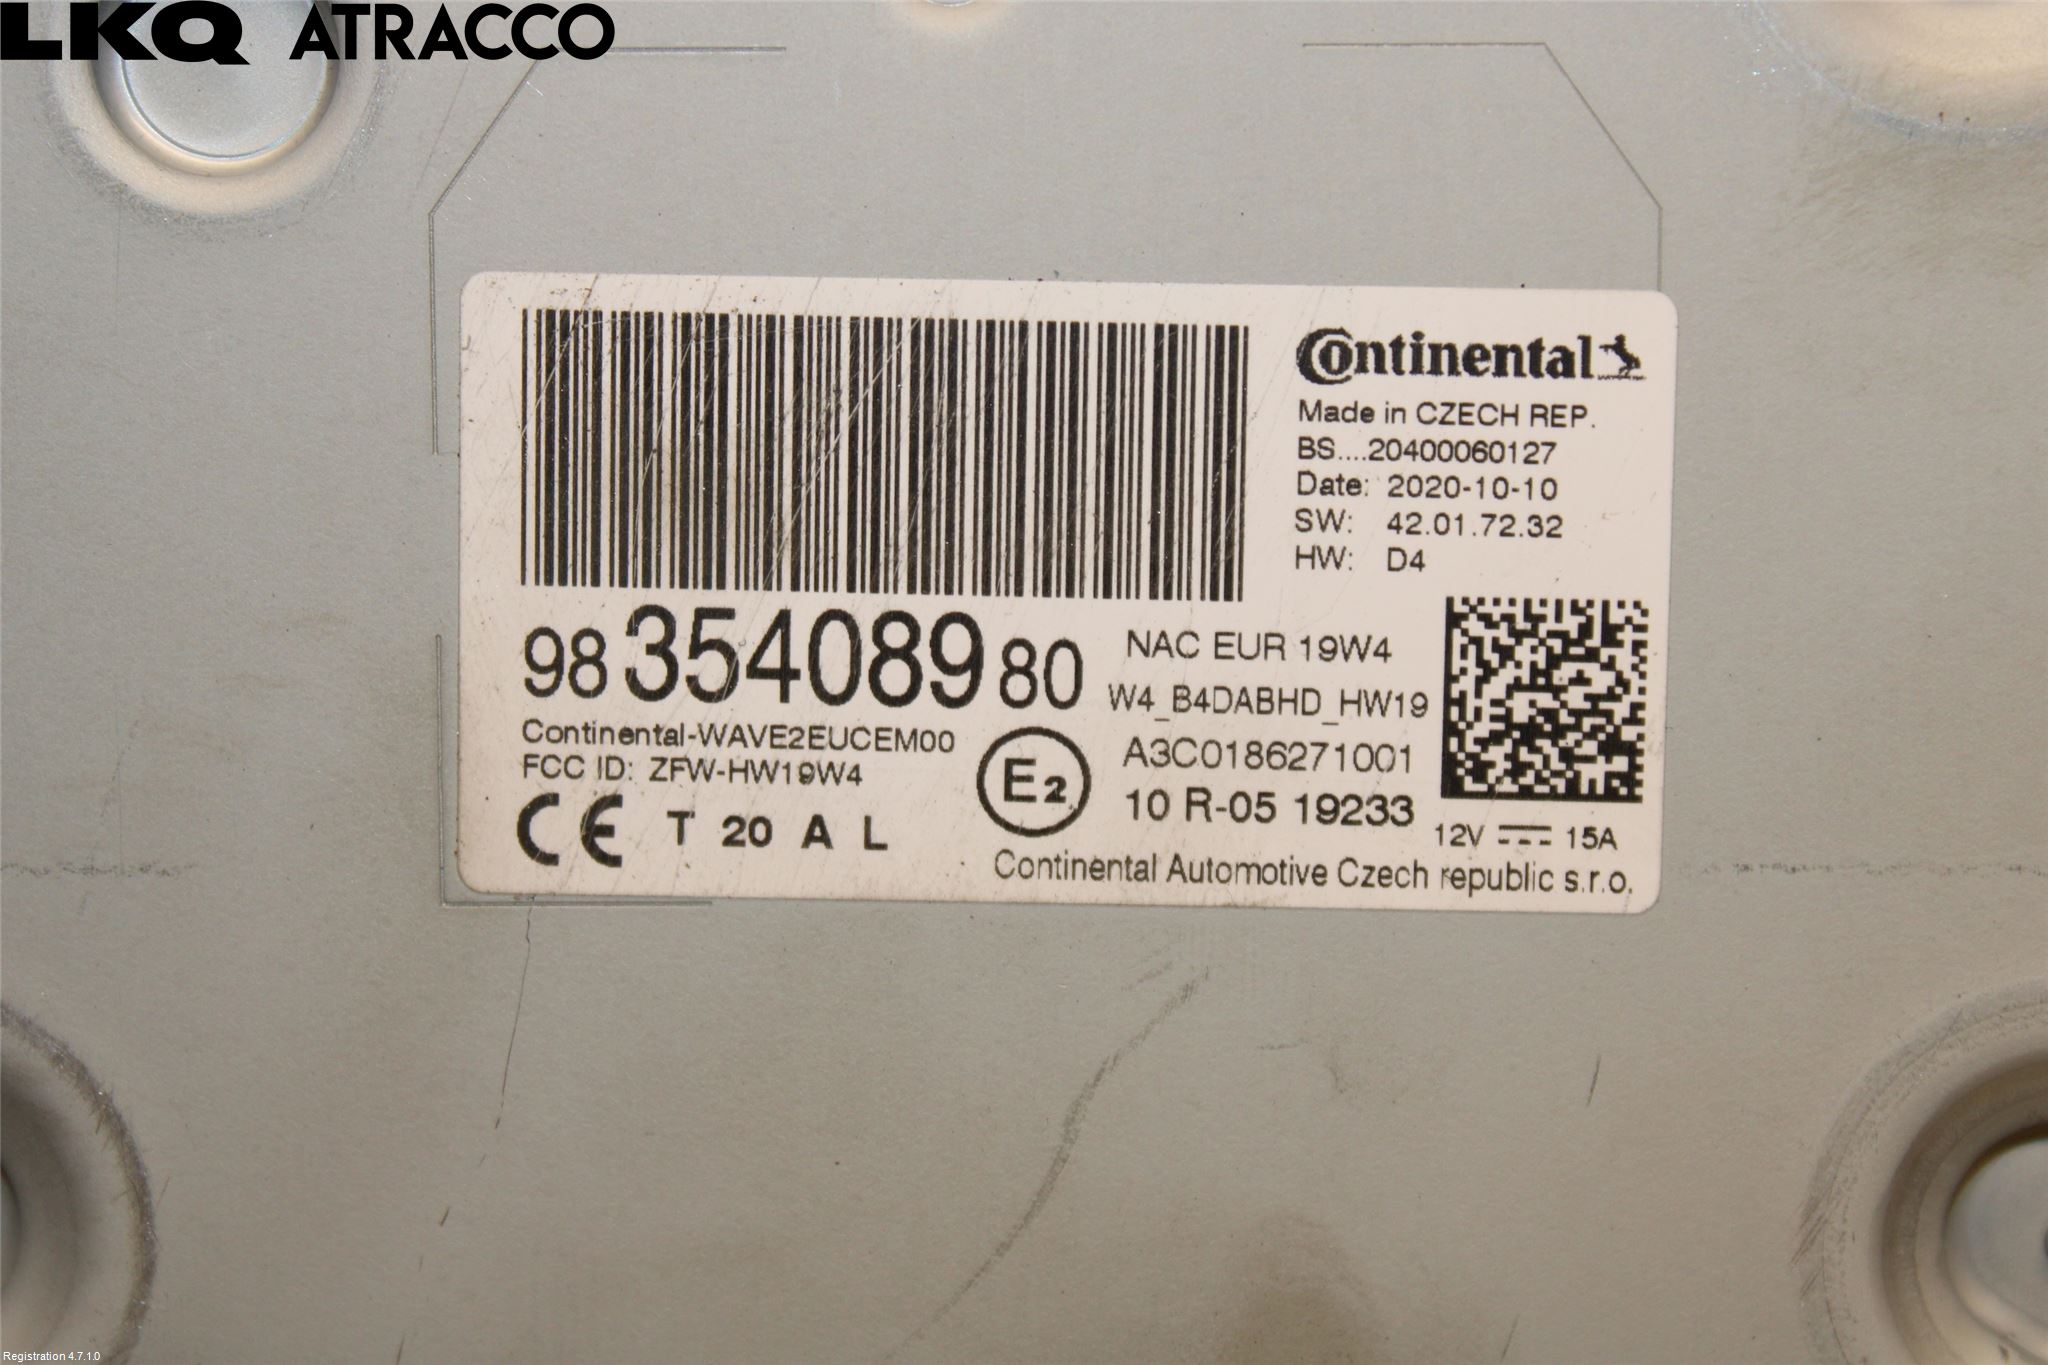 LKQ ATRACCO
Continental
Made in CZECH REP.
BS....20400060127
Date: 2020-10-10
SW: 42.01.72.32
HW: D4
98 354089 80
NAC EUR 19W4
W4_B4DABHD_HW19
Continental-WAVE2EUCEM00
FCC ID: ZFW-HW19W4
E2
A3C0186271001
10 R-05 19233
CE T 20 A L
12V 15A
Continental Automotive Czech republic s.r.o.
Registration 4.7.1.0